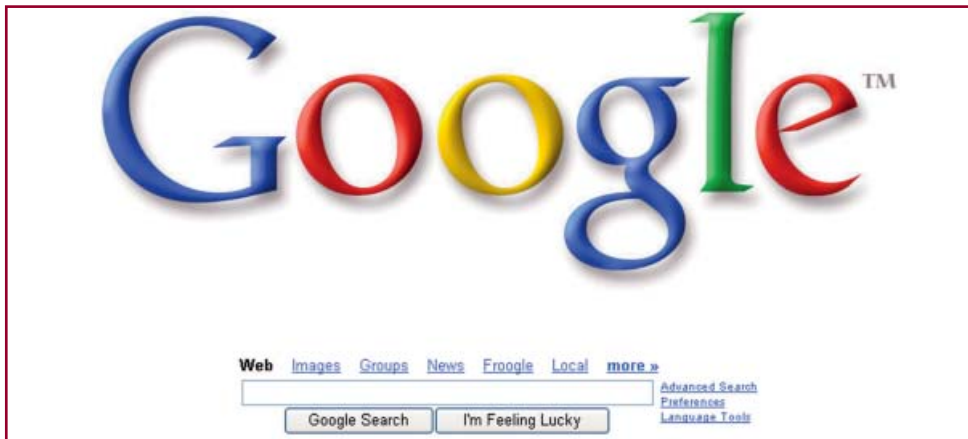 Google™
Web Images Groups News Froogle Local more »
Advanced Search
Preferences
Language Tools
Google Search I'm Feeling Lucky